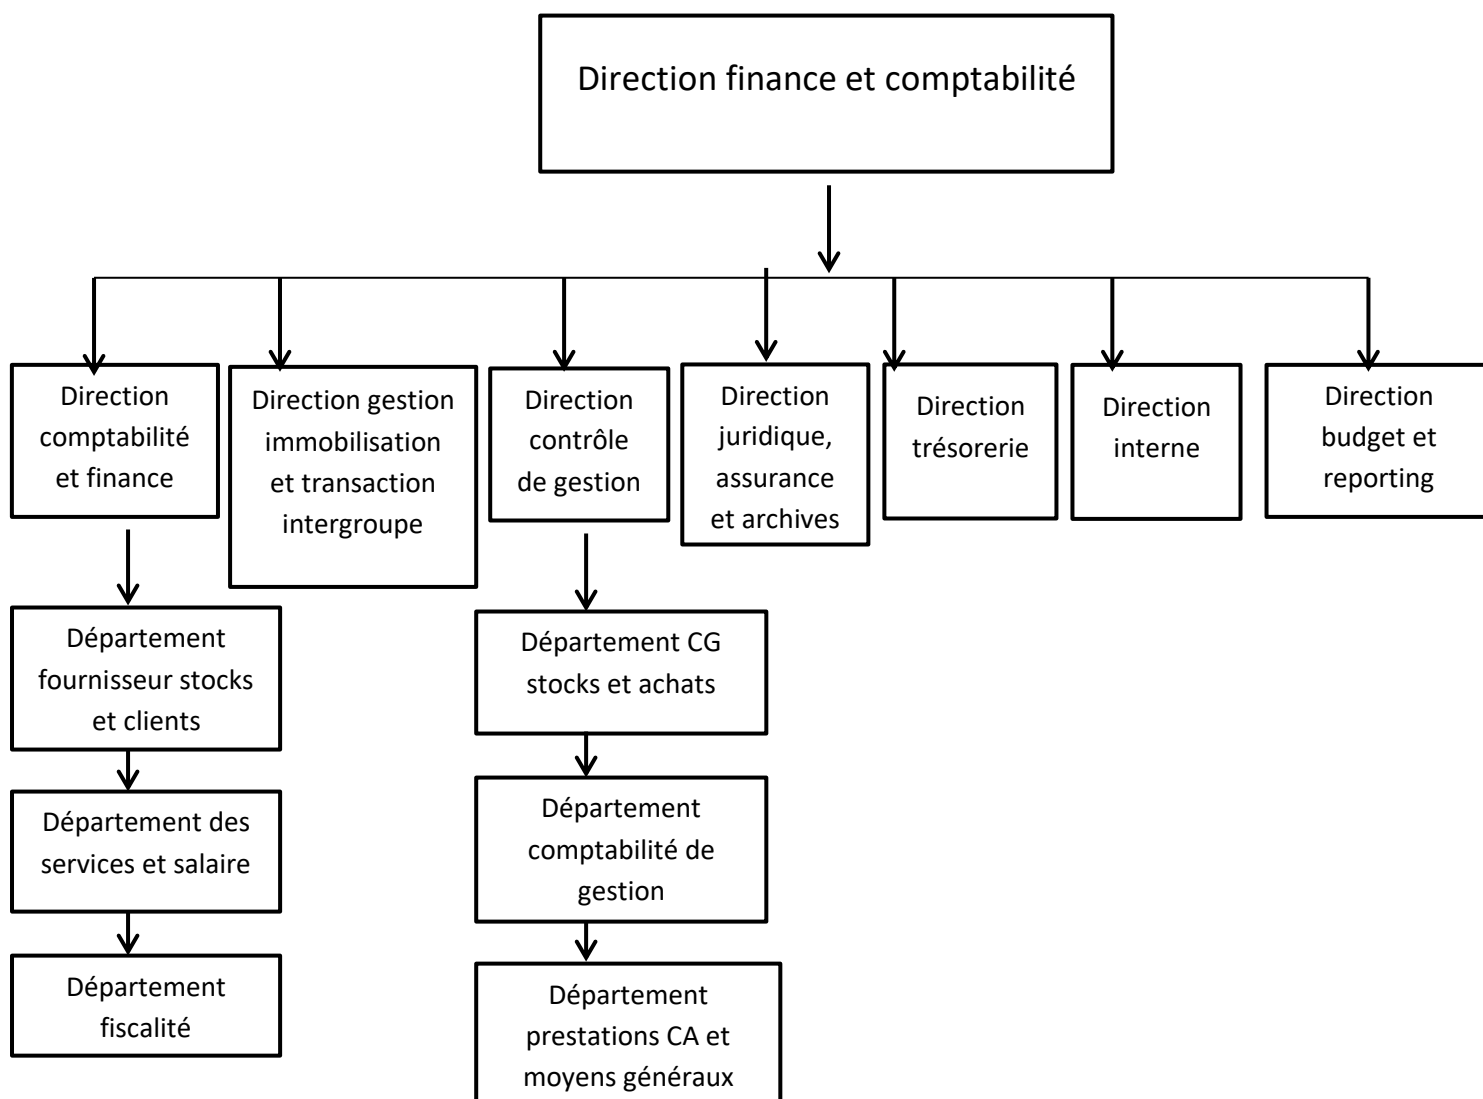 Direction finance et comptabilité
Direction
comptabilité
et finance
Direction gestion
immobilisation
et transaction
intergroupe
Direction
contrôle
de gestion
Direction
juridique,
assurance
et archives
Direction
trésorerie
Direction
interne
Direction
budget et
reporting
Département
fournisseur stocks
et clients
Département CG
stocks et achats
Département des
services et salaire
Département
comptabilité de
gestion
Département
fiscalité
Département
prestations CA et
moyens généraux